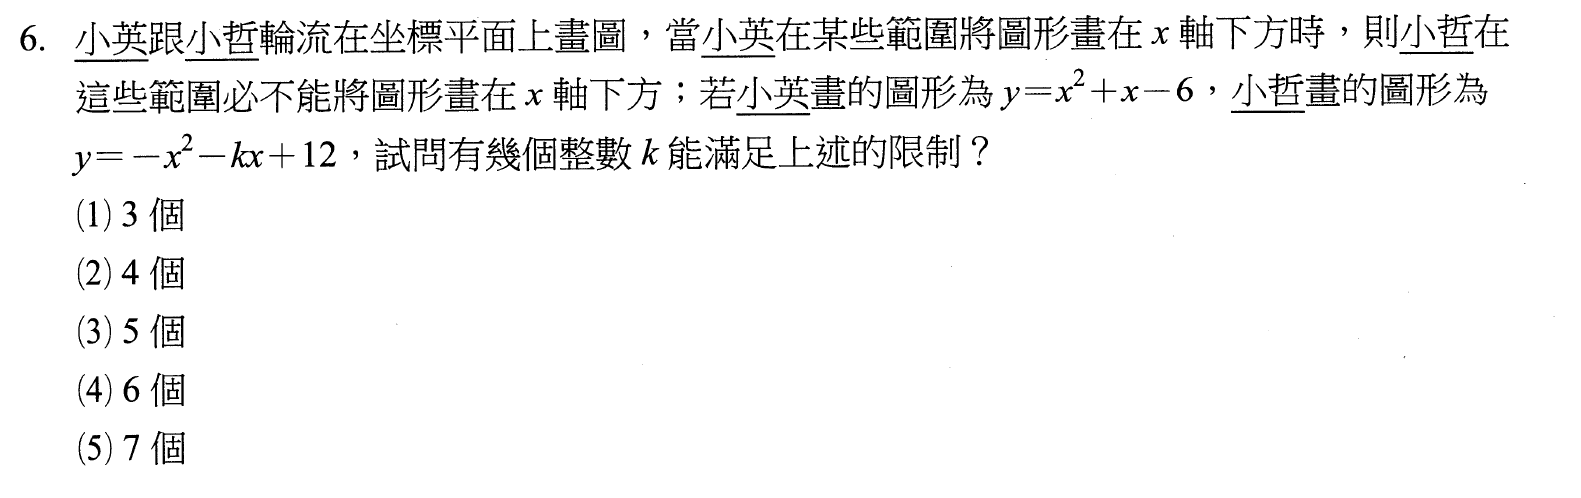 6. 小英跟小哲輪流在坐標平面上畫圖，當小英在某些範圍將圖形畫在 x 軸下方時，則小哲在
這些範圍必不能將圖形畫在 x 軸下方；若小英畫的圖形為 y=x²+x−6，小哲畫的圖形為
y=−x²−kx+12，試問有幾個整數 k 能滿足上述的限制？
(1) 3 個
(2) 4 個
(3) 5 個
(4) 6 個
(5) 7 個